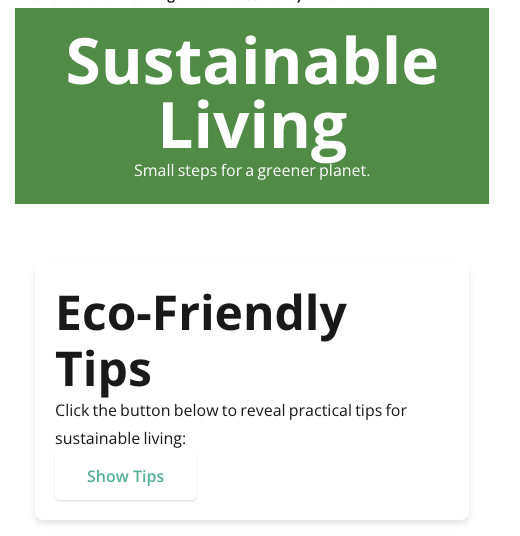 Sustainable
Living
Small steps for a greener planet.
Eco-Friendly
Tips
Click the button below to reveal practical tips for
sustainable living:
Show Tips